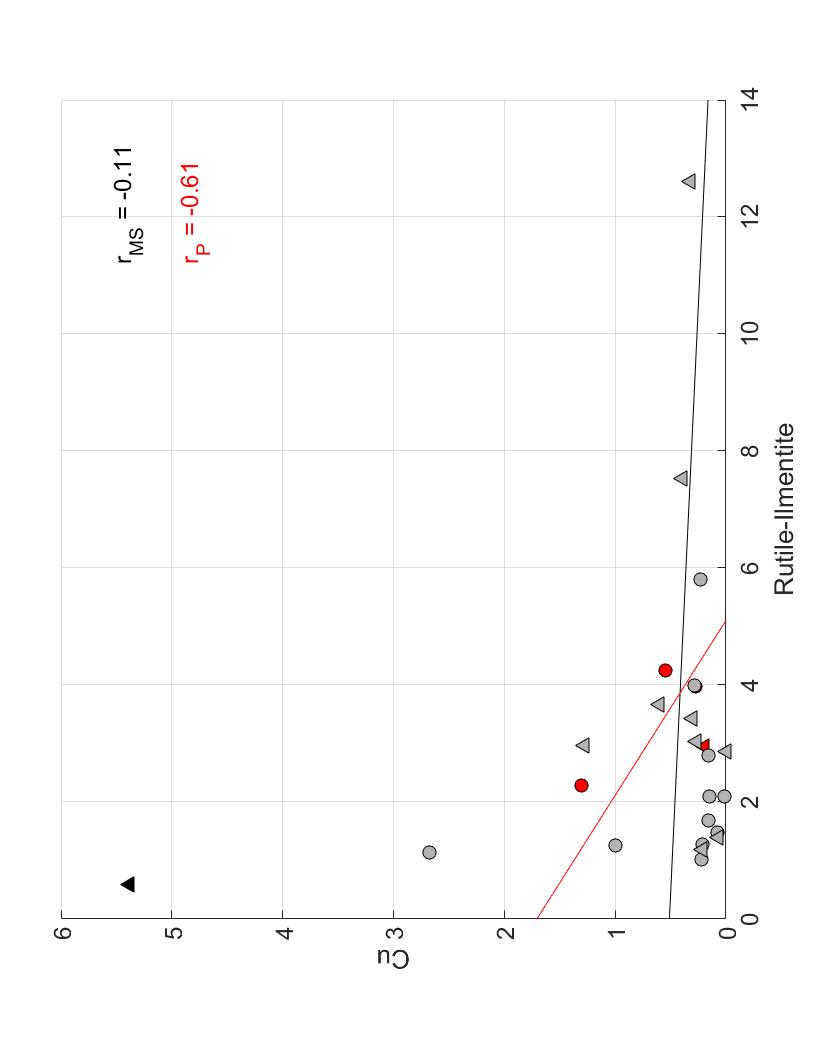 6
r_MS = -0.11
5
r_P = -0.61
4
Cu
3
2
1
0
0 2 4 6 8 10 12 14
Rutile-Ilmentite